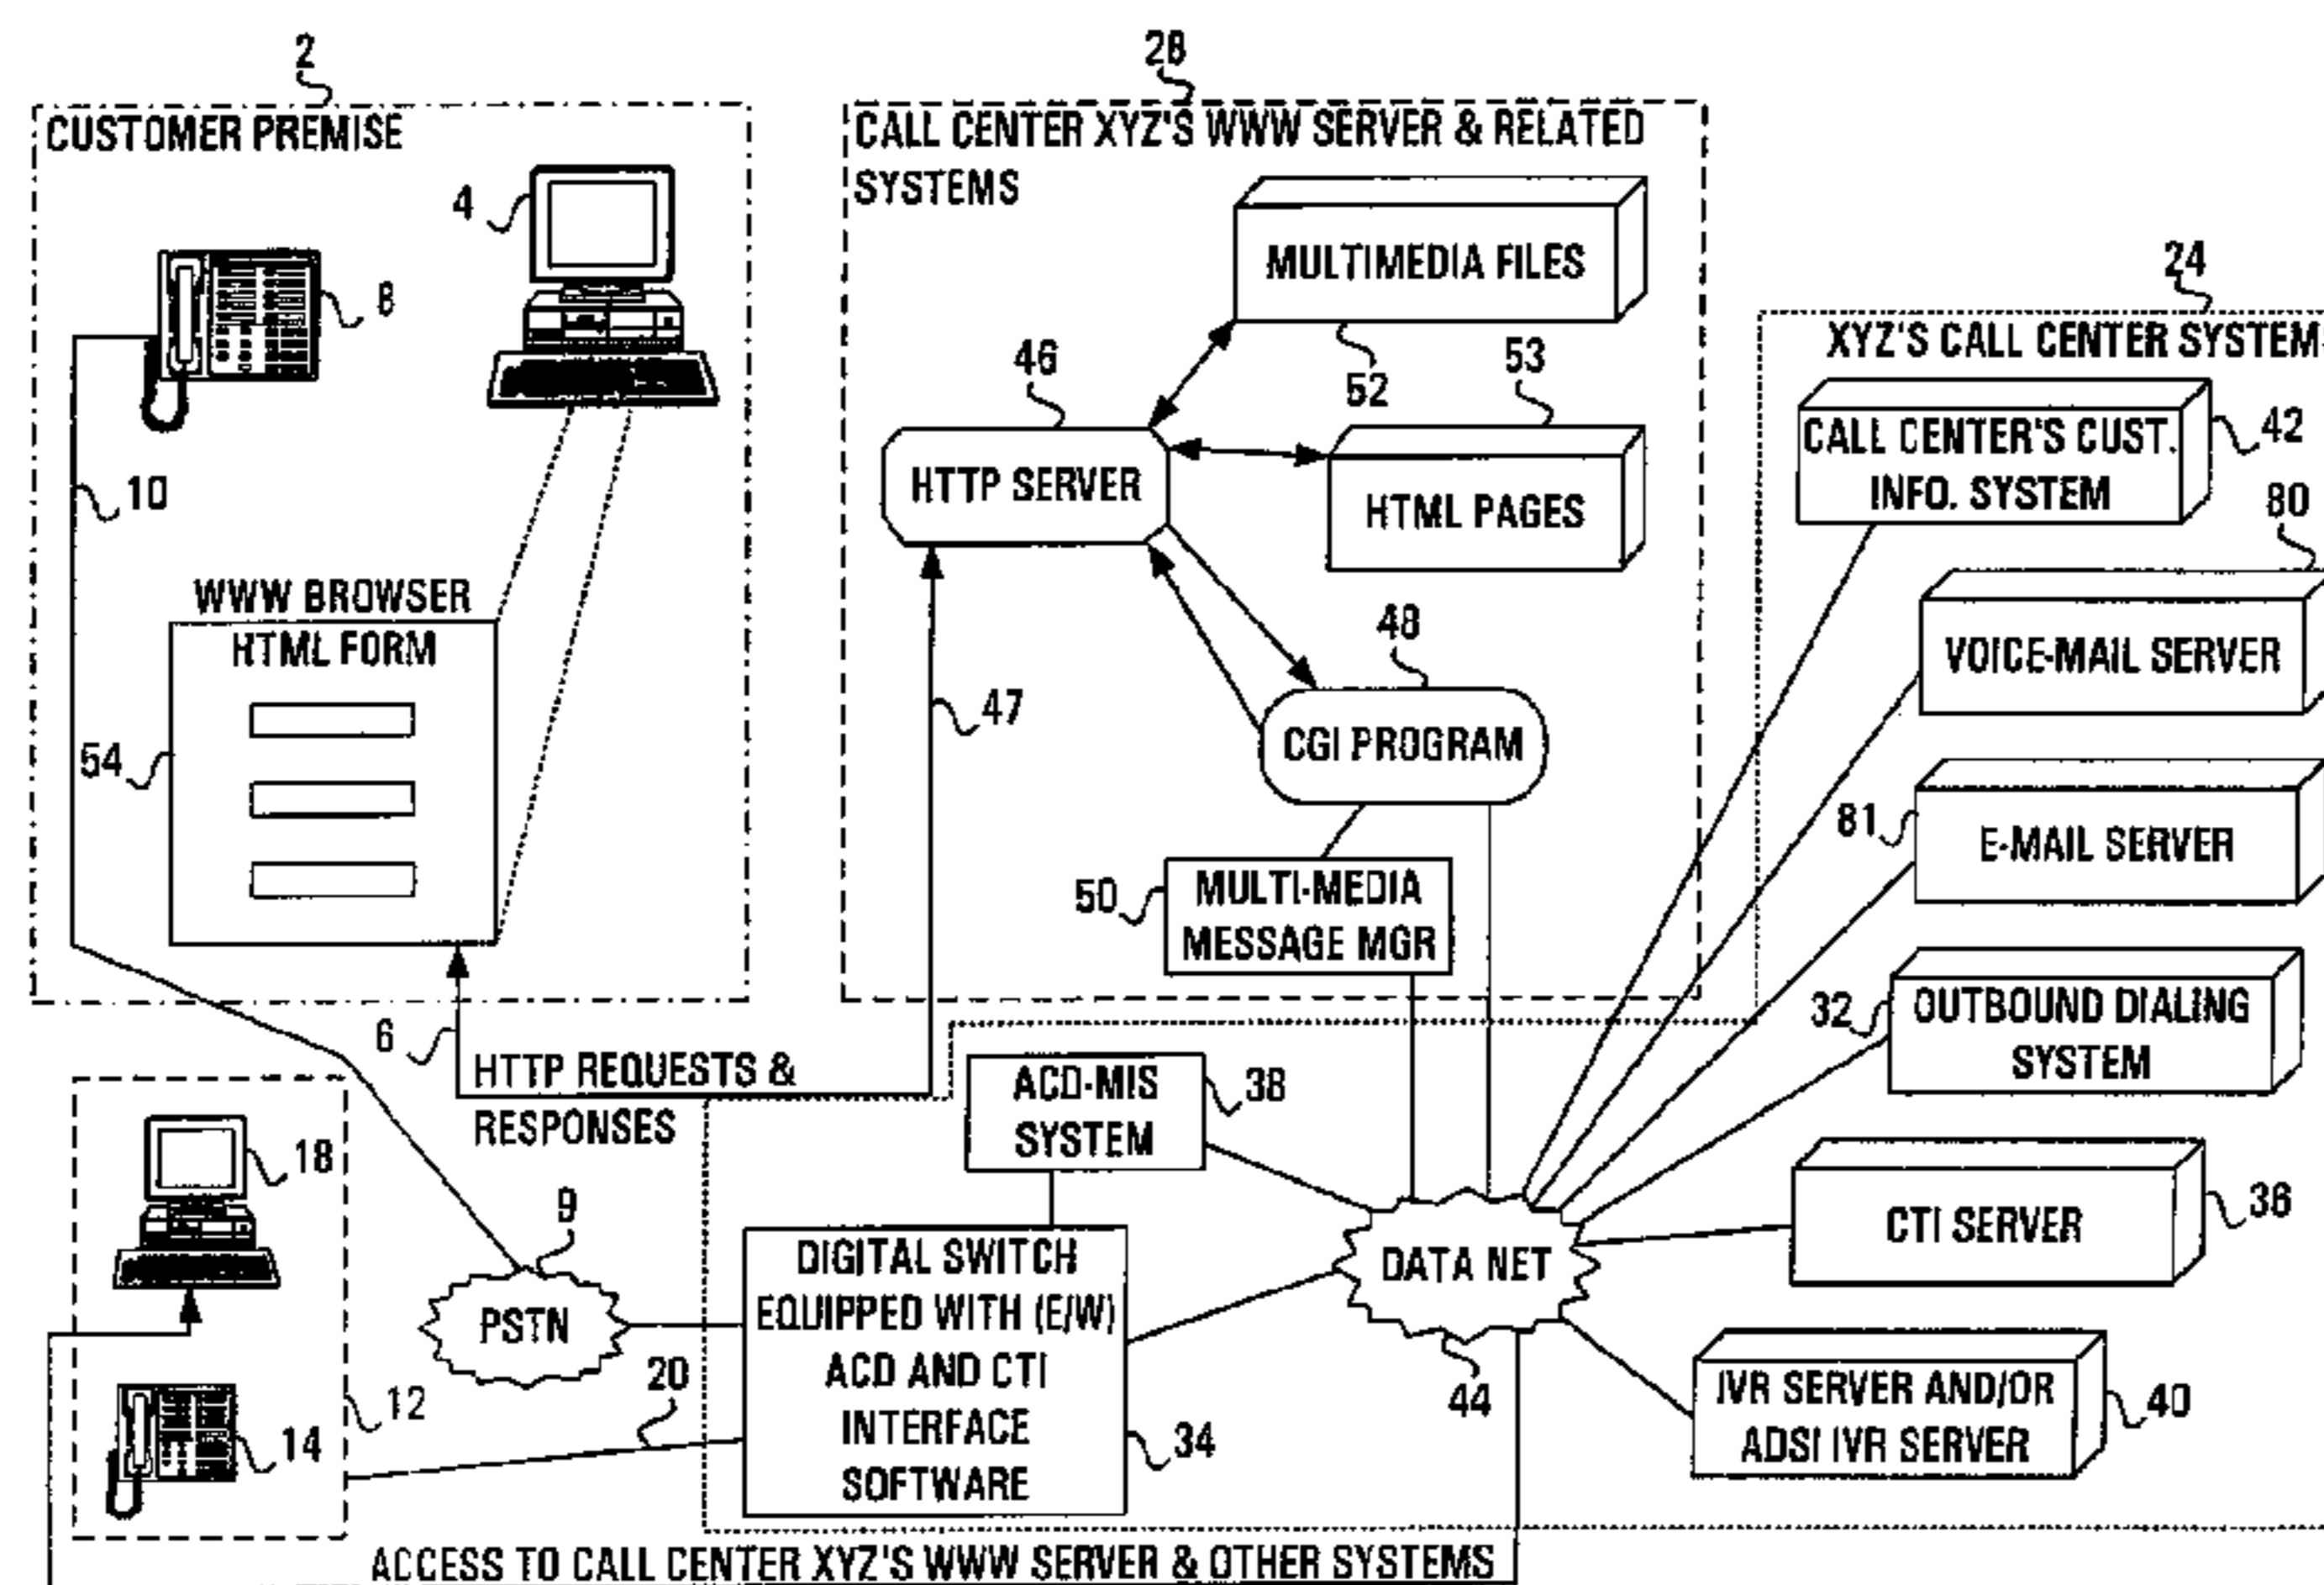 2
CUSTOMER PREMISE
4
8
10
WWW BROWSER
HTML FORM
54
6
HTTP REQUESTS &
RESPONSES
28
CALL CENTER XYZ'S WWW SERVER & RELATED
SYSTEMS
MULTIMEDIA FILES
52
46
HTTP SERVER
53
HTML PAGES
47
48
CGI PROGRAM
50
MULTI-MEDIA
MESSAGE MGR
24
XYZ'S CALL CENTER SYSTEM
CALL CENTER'S CUST.
INFO. SYSTEM
42
80
VOICE-MAIL SERVER
81
E-MAIL SERVER
32
OUTBOUND DIALING
SYSTEM
CTI SERVER
36
IVR SERVER AND/OR
ADSI IVR SERVER
40
ACD-MIS
SYSTEM
38
DATA NET
44
18
14
12
9
PSTN
20
DIGITAL SWITCH
EQUIPPED WITH (E/W)
ACD AND CTI
INTERFACE
SOFTWARE
34
ACCESS TO CALL CENTER XYZ'S WWW SERVER & OTHER SYSTEMS